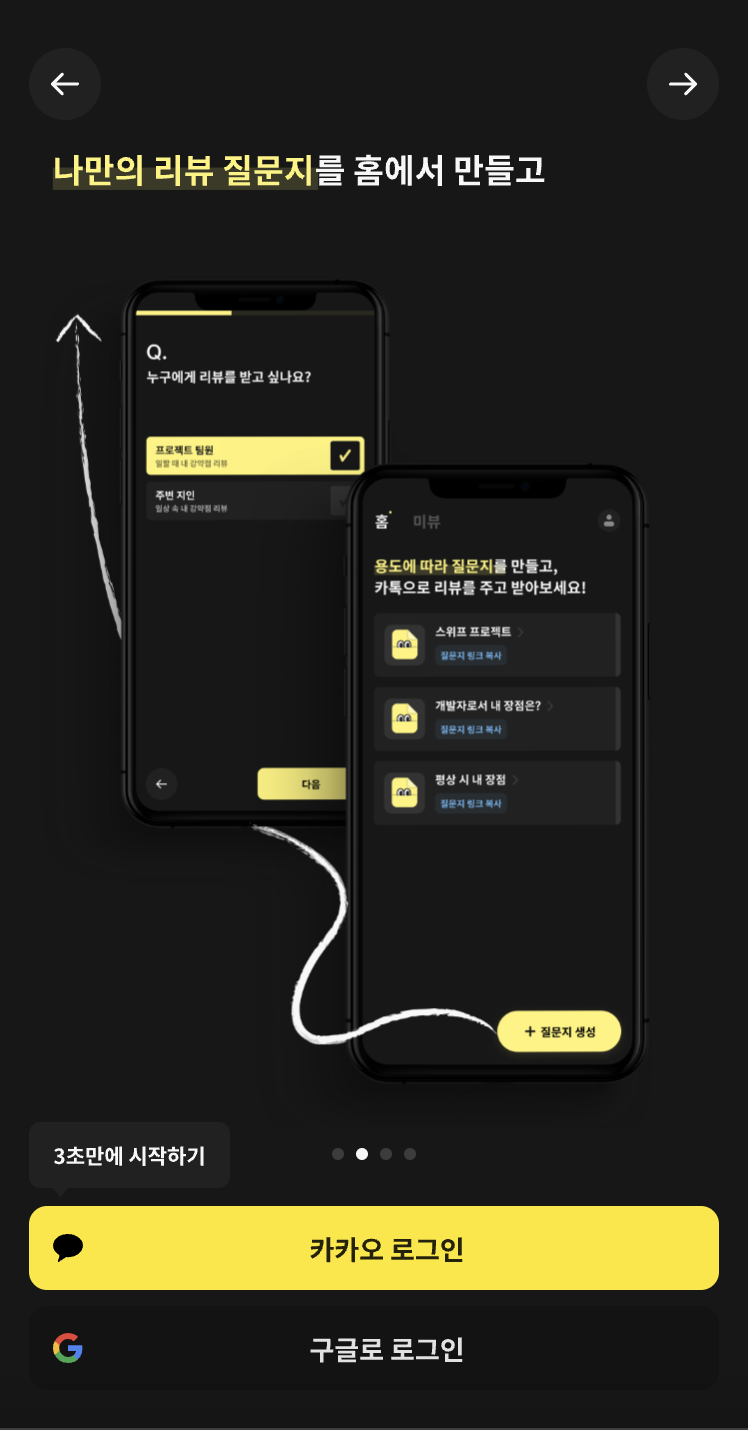 나만의 리뷰 질문지를 홈에서 만들고
Q.
누구에게 리뷰를 받고 싶나요?
프로젝트 팀원
일할 때 내 강약점 리뷰
주변 지인
일상 속 내 강약점 리뷰
다음
홈 미뷰
용도에 따라 질문지를 만들고,
카톡으로 리뷰를 주고 받아보세요!
스위프 프로젝트
질문지 링크 복사
개발자로서 내 장점은?
질문지 링크 복사
평상 시 내 장점
질문지 링크 복사
+ 질문지 생성
3초만에 시작하기
카카오 로그인
구글로 로그인